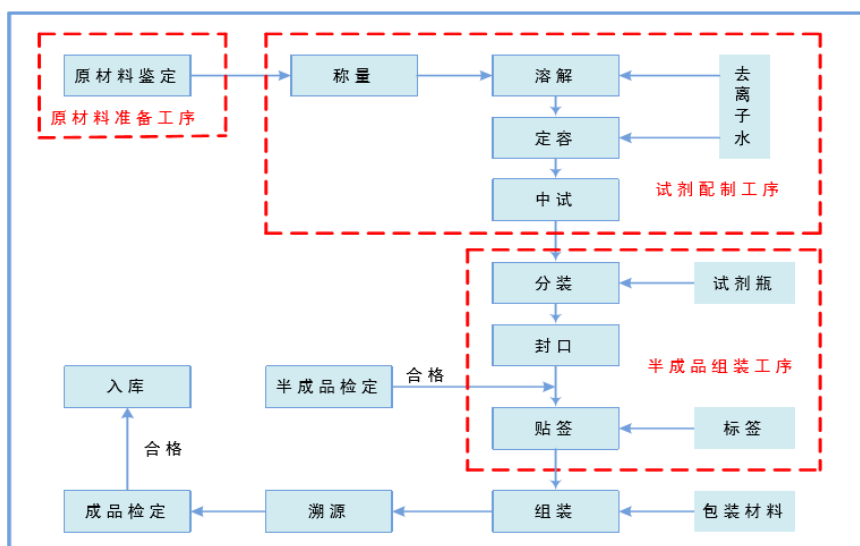 原材料鉴定
称量
溶解
去离子水
原材料准备工序
定容
试剂配制工序
中试
分装
试剂瓶
封口
半成品组装工序
入库
半成品检定
合格
贴签
标签
合格
成品检定
溯源
组装
包装材料